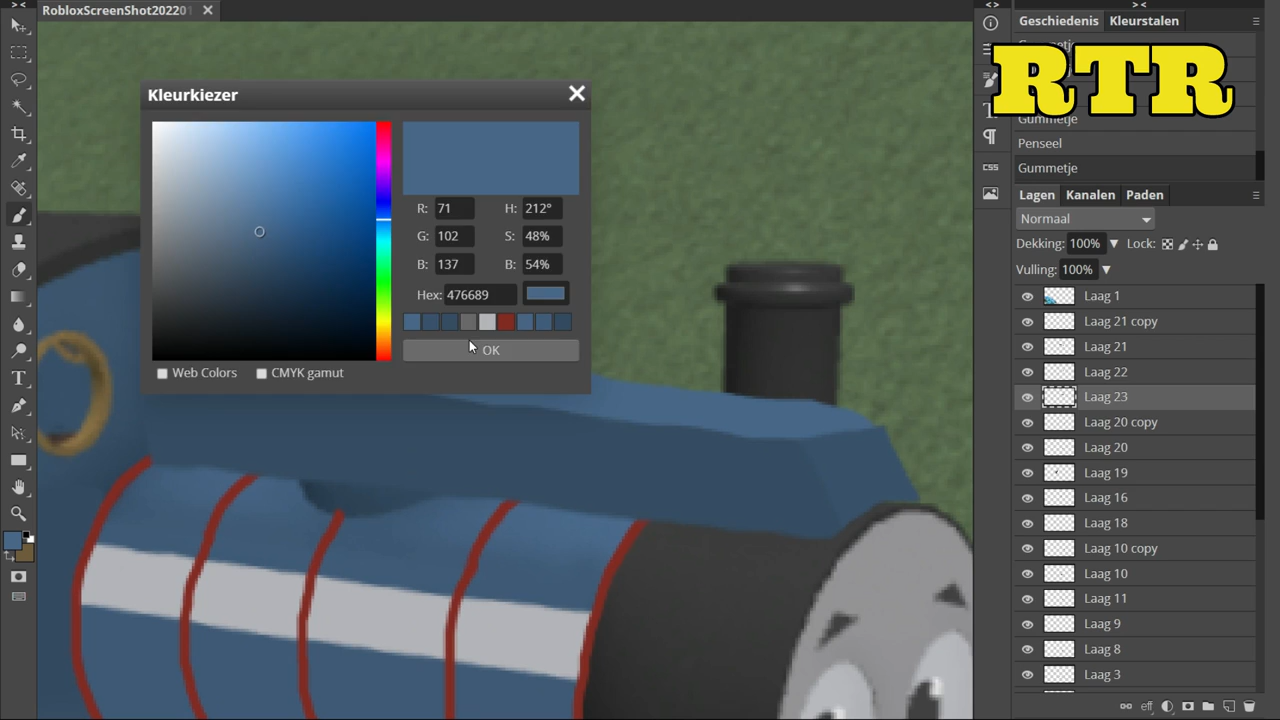 RobloxScreenShot20220
Geschiedenis Kleurstalen
RTR
Gummetje
Penseel
Gummetje
Kleurkiezer
R: 71 H: 212°
G: 102 S: 48%
B: 137 B: 54%
Hex: 476689
OK
Web Colors CMYK gamut
CSS
Lagen Kanalen Paden
Normaal
Dekking: 100% Lock:
Vulling: 100%
Laag 1
Laag 21 copy
Laag 21
Laag 22
Laag 23
Laag 20 copy
Laag 20
Laag 19
Laag 16
Laag 18
Laag 10 copy
Laag 10
Laag 11
Laag 9
Laag 8
Laag 3
eff